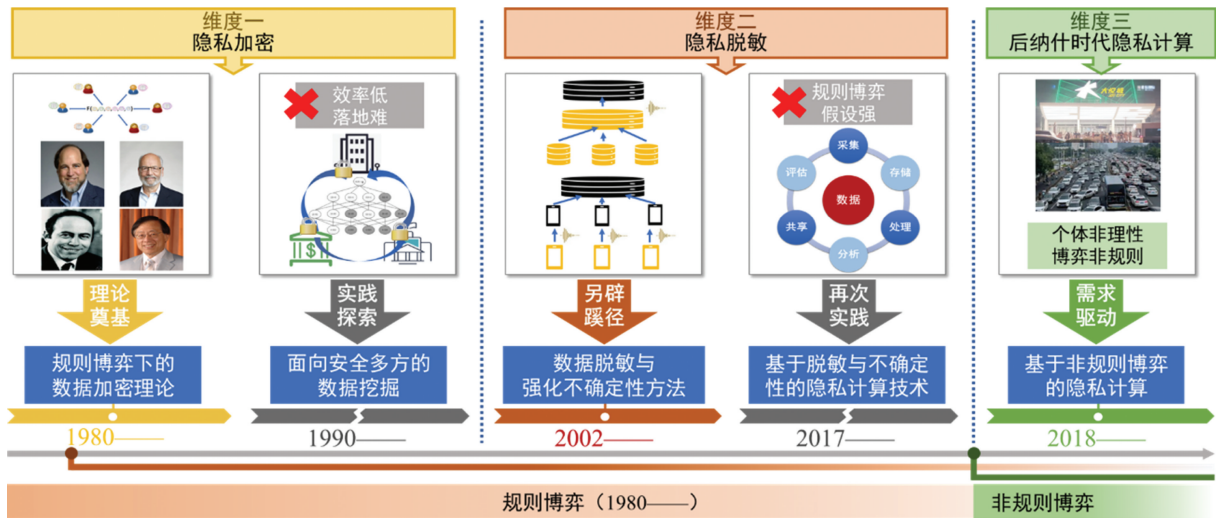 维度一
隐私加密
维度二
隐私脱敏
维度三
后纳什时代隐私计算
效率低
落地难
规则博弈
假设强
采集
评估
存储
数据
共享
处理
分析
个体非理性
博弈非规则
理论
奠基
实践
探索
另辟
蹊径
再次
实践
需求
驱动
规则博弈下的
数据加密理论
面向安全多方的
数据挖掘
数据脱敏与
强化不确定性方法
基于脱敏与不确定
性的隐私计算技术
基于非规则博弈
的隐私计算
1980——
1990——
2002——
2017——
2018——
规则博弈（1980——）
非规则博弈